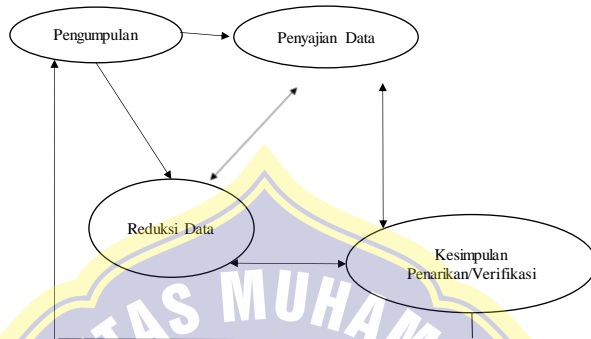 Pengumpulan
Penyajian Data
Reduksi Data
Kesimpulan
Penarikan/Verifikasi
TAS MUHAM